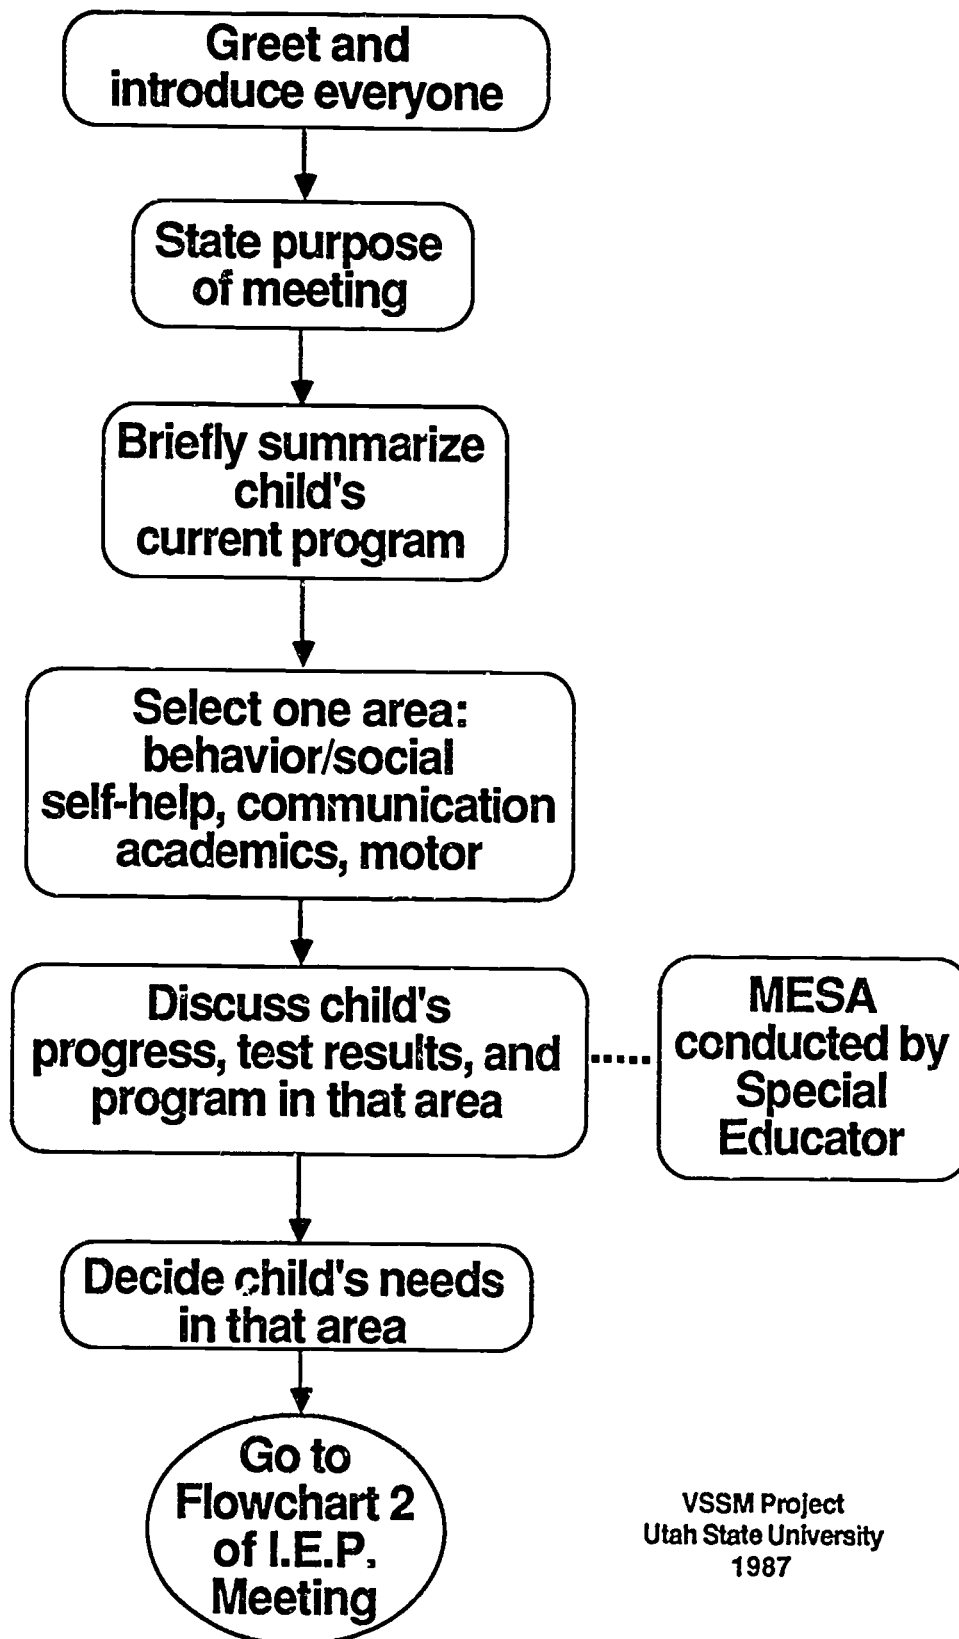 Greet and
introduce everyone
State purpose
of meeting
Briefly summarize
child's
current program
Select one area:
behavior/social
self-help, communication
academics, motor
Discuss child's
progress, test results, and
program in that area
MESA
conducted by
Special
Educator
Decide child's needs
in that area
Go to
Flowchart 2
of I.E.P.
Meeting
VSSM Project
Utah State University
1987